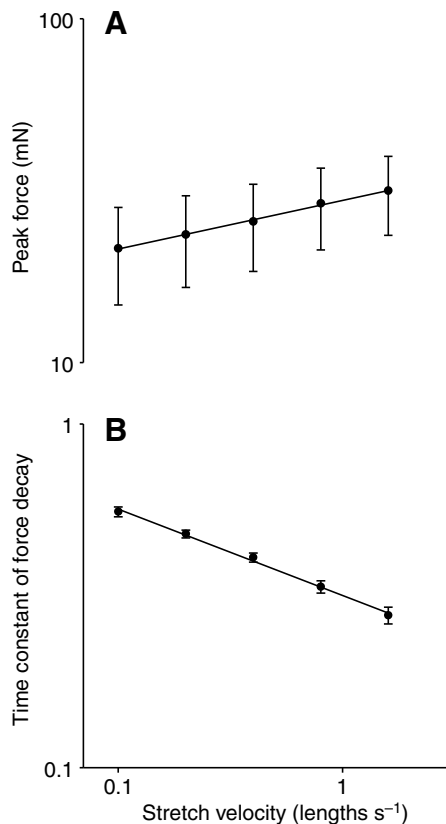 A
100
Peak force (mN)
10
B
1
Time constant of force decay
0.1
0.1 1
Stretch velocity (lengths s⁻¹)